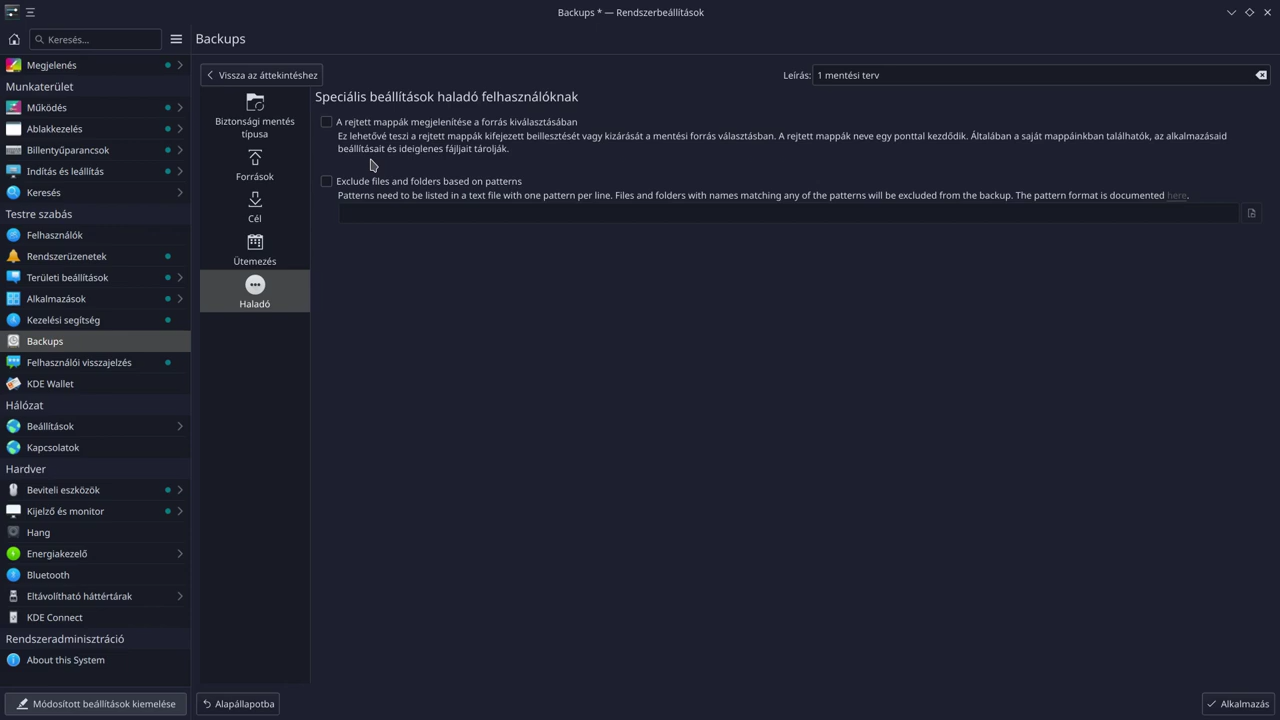 Backups * — Rendszerbeállítások
Keresés...
Backups
Megjelenés
Munkaterület
Működés
Ablakkezelés
Billentyűparancsok
Indítás és leállítás
Keresés
Testre szabás
Felhasználók
Rendszerüzenetek
Területi beállítások
Alkalmazások
Kezelési segítség
Backups
Felhasználói visszajelzés
KDE Wallet
Hálózat
Beállítások
Kapcsolatok
Hardver
Beviteli eszközök
Kijelző és monitor
Hang
Energiakezelő
Bluetooth
Eltávolítható háttértárak
KDE Connect
Rendszeradminisztráció
About this System
Módosított beállítások kiemelése
Vissza az áttekintéshez
Leírás:
1 mentési terv
Biztonsági mentés
típusa
Források
Cél
Ütemezés
Haladó
Speciális beállítások haladó felhasználóknak
A rejtett mappák megjelenítése a forrás kiválasztásában
Ez lehetővé teszi a rejtett mappák kifejezett beillesztését vagy kizárását a mentési forrás választásban. A rejtett mappák neve egy ponttal kezdődik. Általában a saját mappáinkban találhatók, az alkalmazásaid
beállításait és ideiglenes fájljait tárolják.
Exclude files and folders based on patterns
Patterns need to be listed in a text file with one pattern per line. Files and folders with names matching any of the patterns will be excluded from the backup. The pattern format is documented here.
Alapállapotba
Alkalmazás